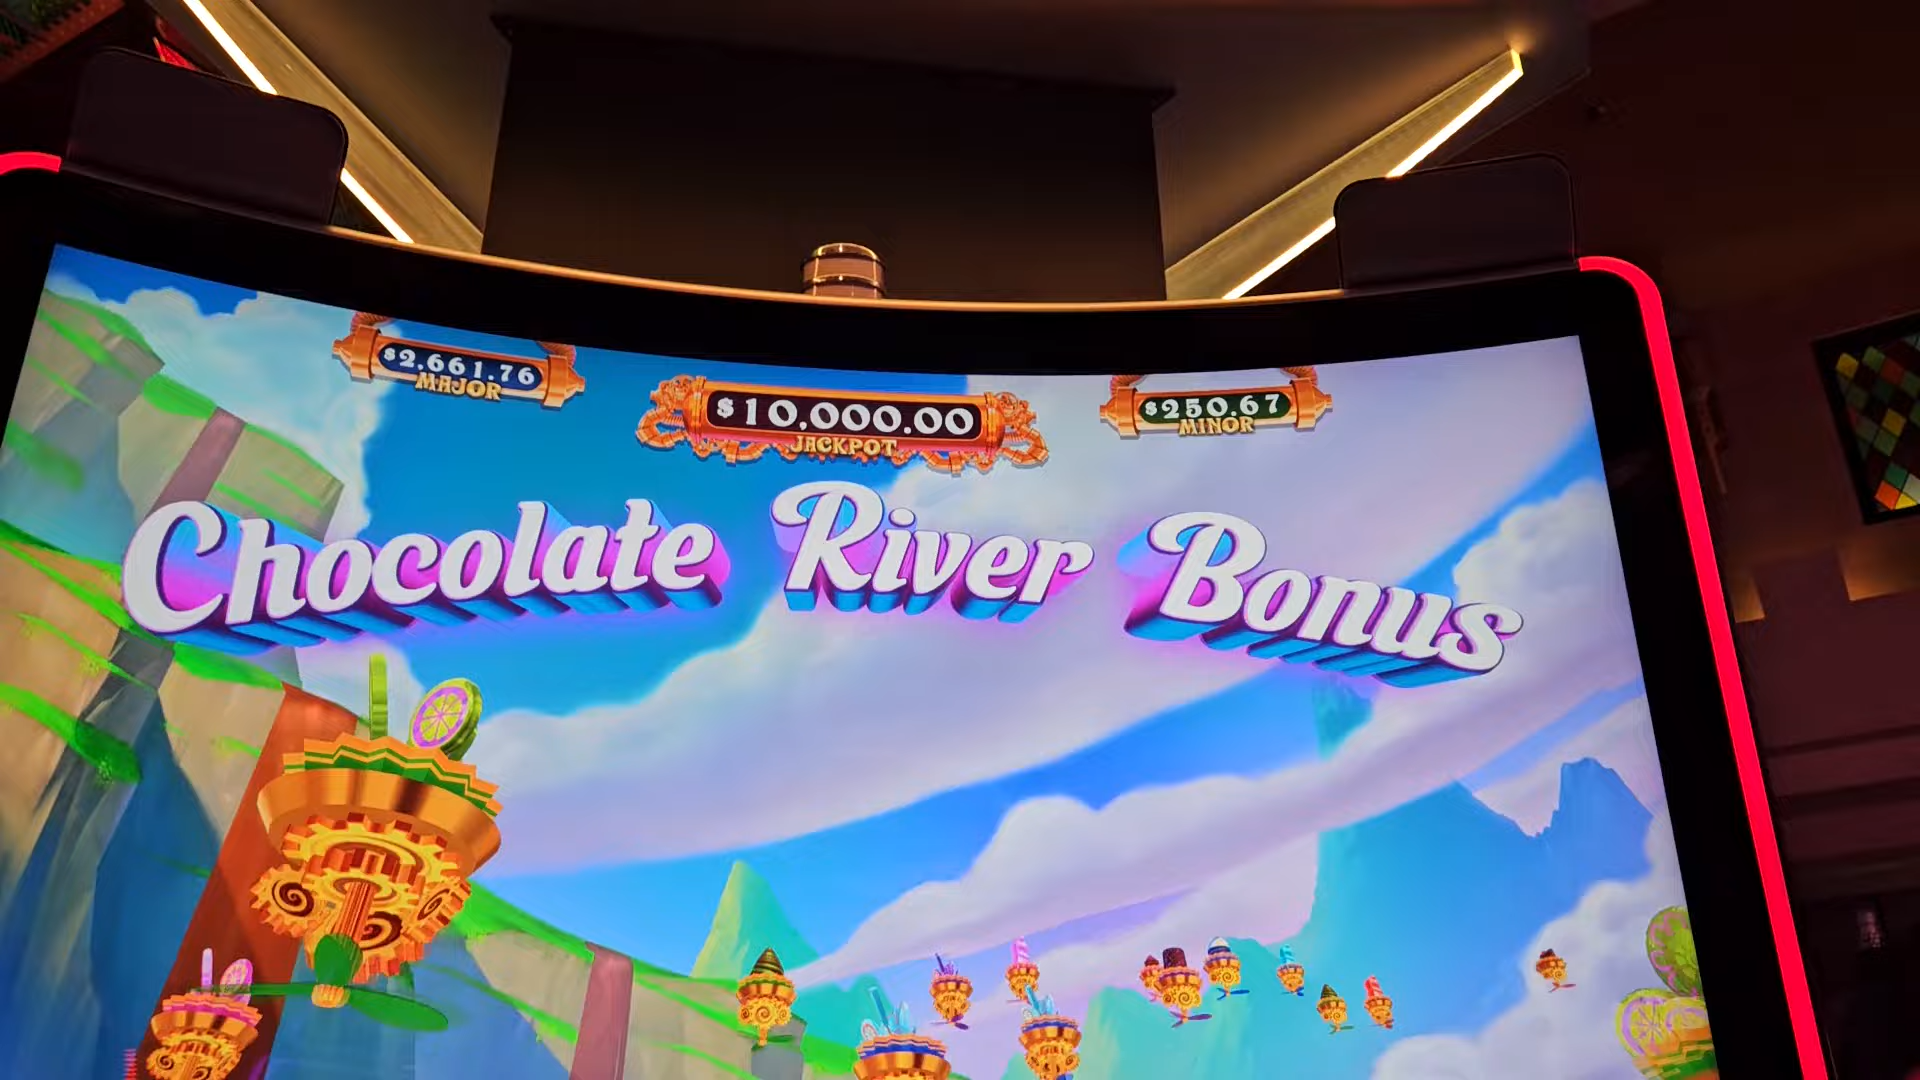 $2,661.76
MAJOR
$10,000.00
JACKPOT
$250.67
MINOR
Chocolate River Bonus